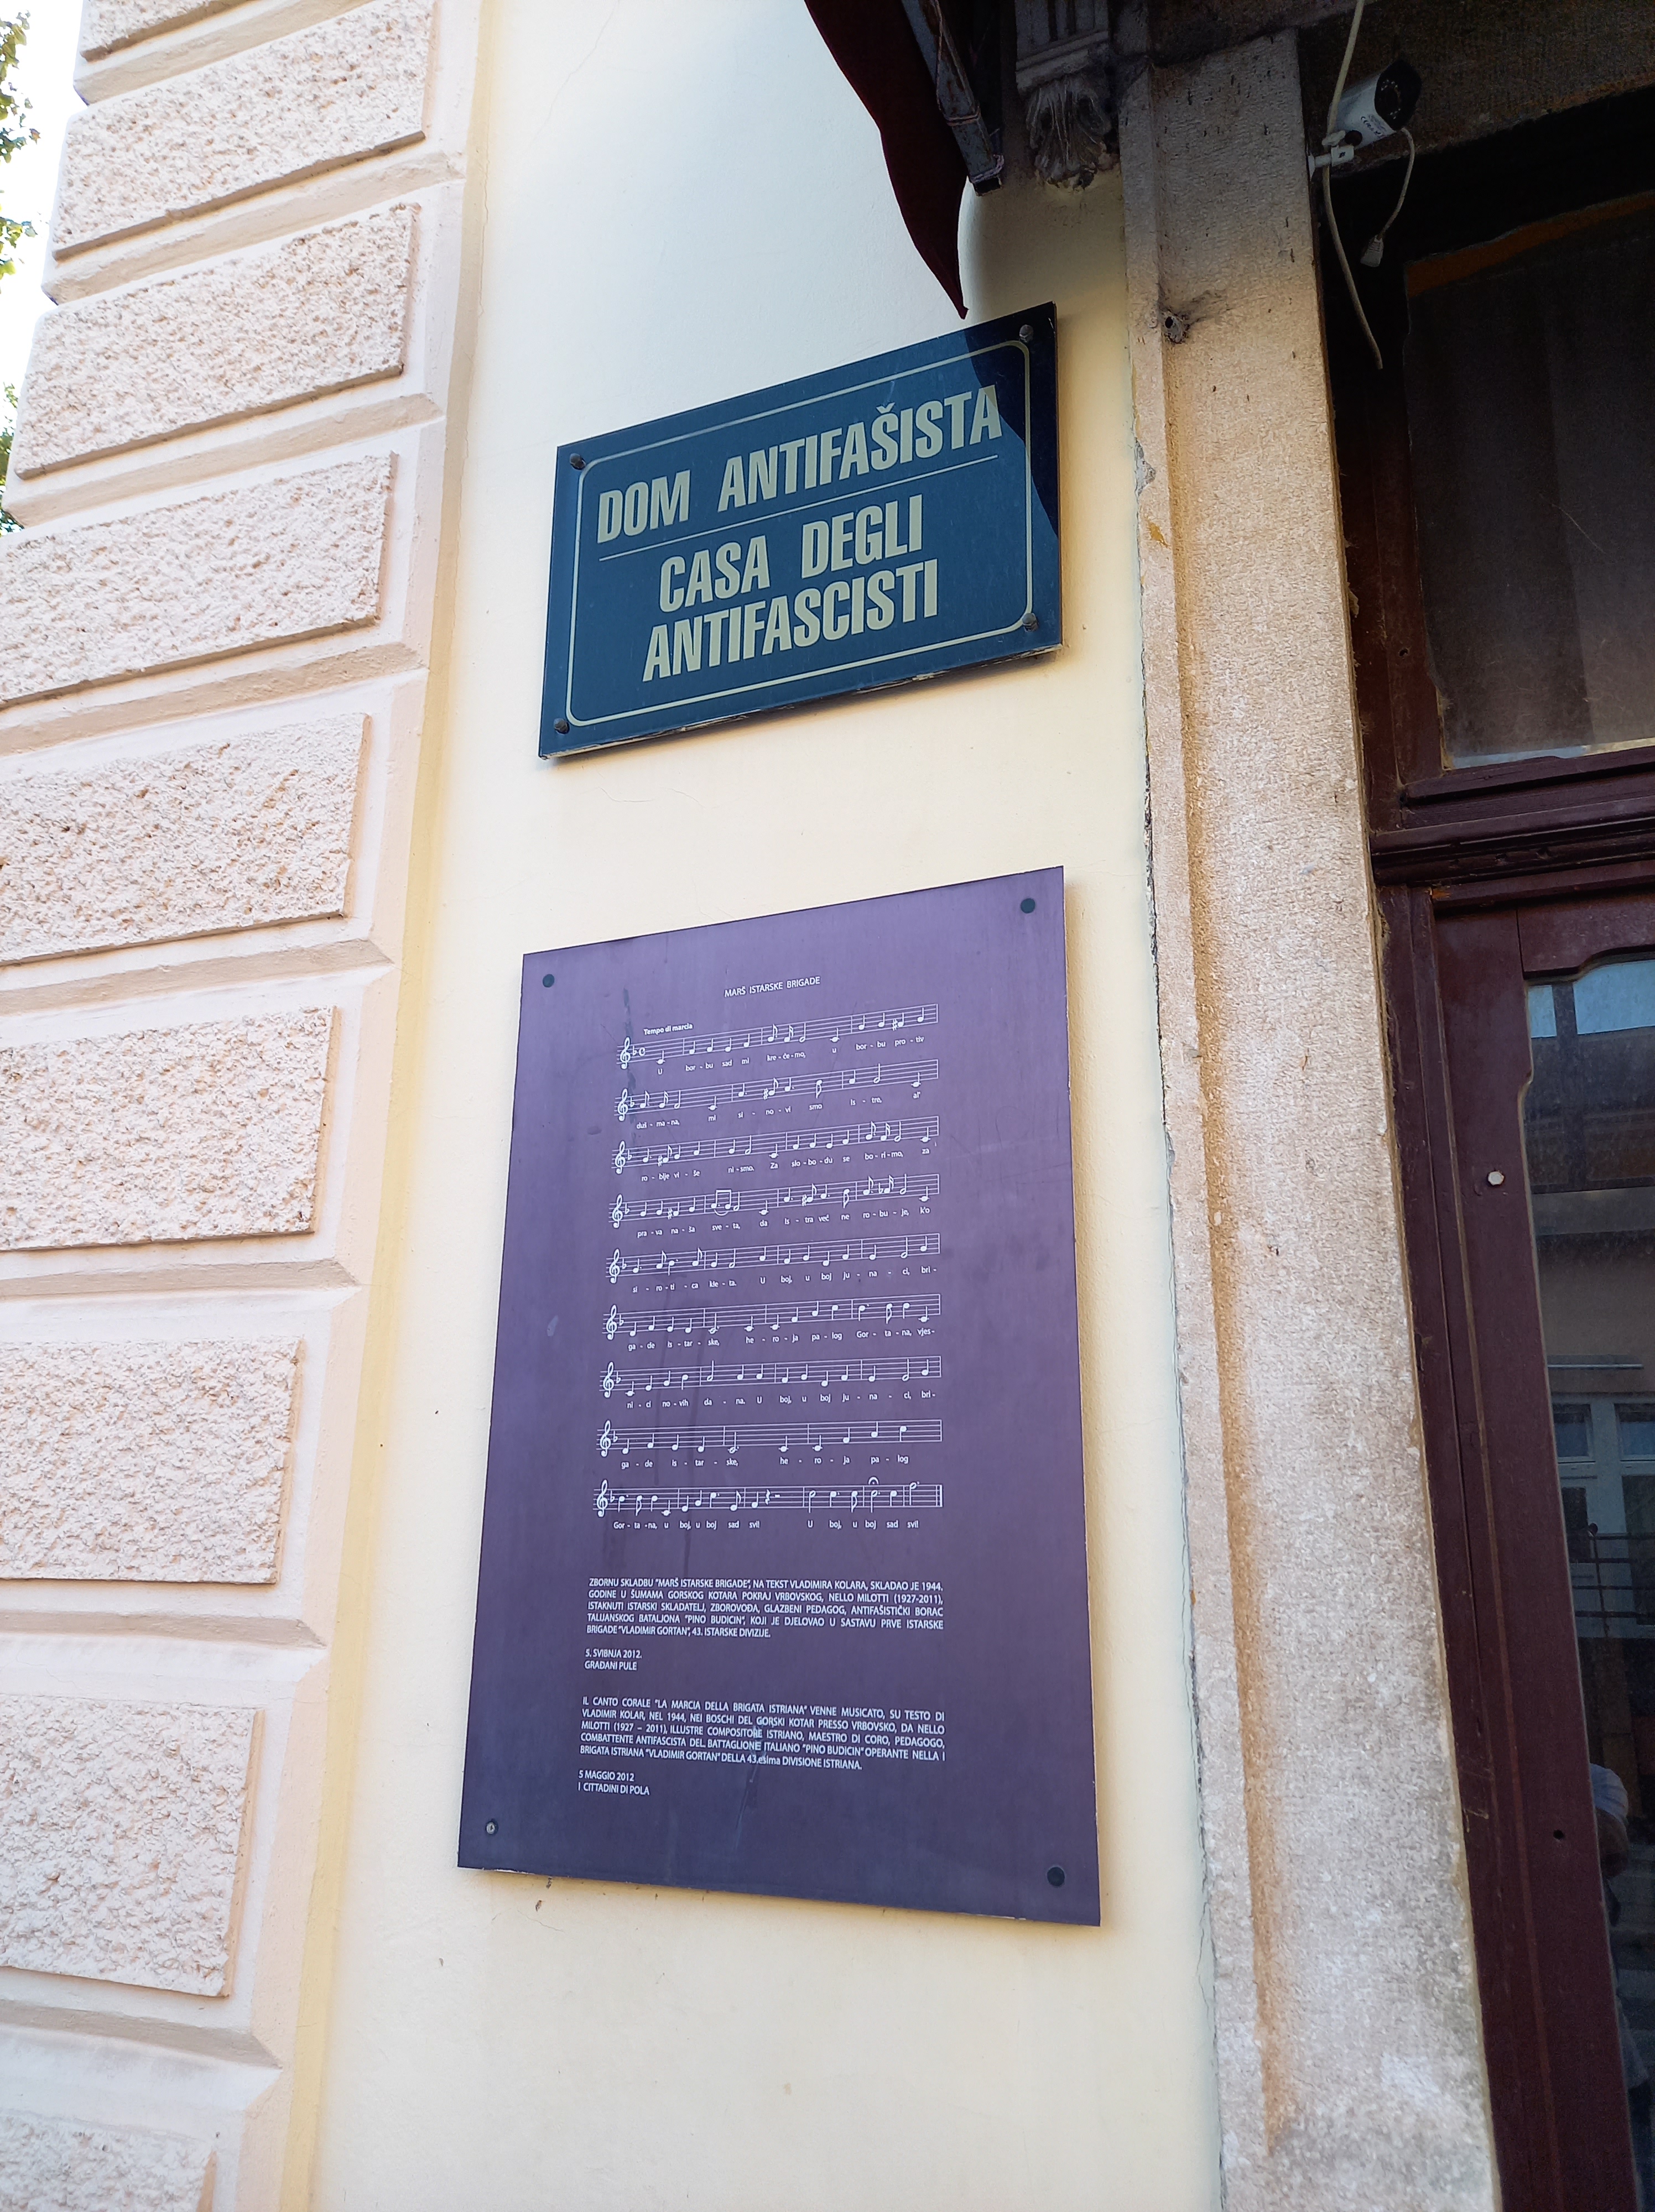 DOM ANTIFAŠISTA
CASA DEGLI
ANTIFASCISTI
MARŠ ISTARSKE BRIGADE
Tempo di marcia
U bor - bu sad mi kre - će - mo, u bor - bu pro - tiv
duš - ma - na, mi si - no - vi smo Is - tre, al'
ro - blje vi - še ni - smo. Za slo - bo - du se bo - ri - mo, za
pra - va na - ša sve - ta, da Is - tra već ne ro - bu - je, k'o
si - ro - ti - ca kle - ta. U boj, u boj ju - na - ci, bri -
ga - de Is - tar - ske, he - ro - ja pa - log Gor - ta - na, vjes -
ni - ci no - vih da - na. U boj, u boj ju - na - ci, bri -
ga - de Is - tar - ske, he - ro - ja pa - log
Gor - ta - na, u boj, u boj sad svi! U boj, u boj sad svi!
ZBORNU SKLADBU "MARŠ ISTARSKE BRIGADE", NA TEKST VLADIMIRA KOLARA, SKLADAO JE 1944.
GODINE U ŠUMAMA GORSKOG KOTARA POKRAJ VRBOVSKOG, NELLO MILOTTI (1927-2011),
ISTAKNUTI ISTARSKI SKLADATELJ, ZBOROVOĐA, GLAZBENI PEDAGOG, ANTIFAŠISTIČKI BORAC
TALIJANSKOG BATALJONA "PINO BUDICIN", KOJI JE DJELOVAO U SASTAVU PRVE ISTARSKE
BRIGADE "VLADIMIR GORTAN", 43. ISTARSKE DIVIZIJE.
5. SVIBNJA 2012.
GRAĐANI PULE
IL CANTO CORALE "LA MARCIA DELLA BRIGATA ISTRIANA" VENNE MUSICATO, SU TESTO DI
VLADIMIR KOLAR, NEL 1944, NEI BOSCHI DEL GORSKI KOTAR PRESSO VRBOVSKO, DA NELLO
MILOTTI (1927 – 2011), ILLUSTRE COMPOSITORE ISTRIANO, MAESTRO DI CORO, PEDAGOGO,
COMBATTENTE ANTIFASCISTA DEL BATTAGLIONE ITALIANO "PINO BUDICIN" OPERANTE NELLA I
BRIGATA ISTRIANA "VLADIMIR GORTAN" DELLA 43.esima DIVISIONE ISTRIANA.
5 MAGGIO 2012
I CITTADINI DI POLA